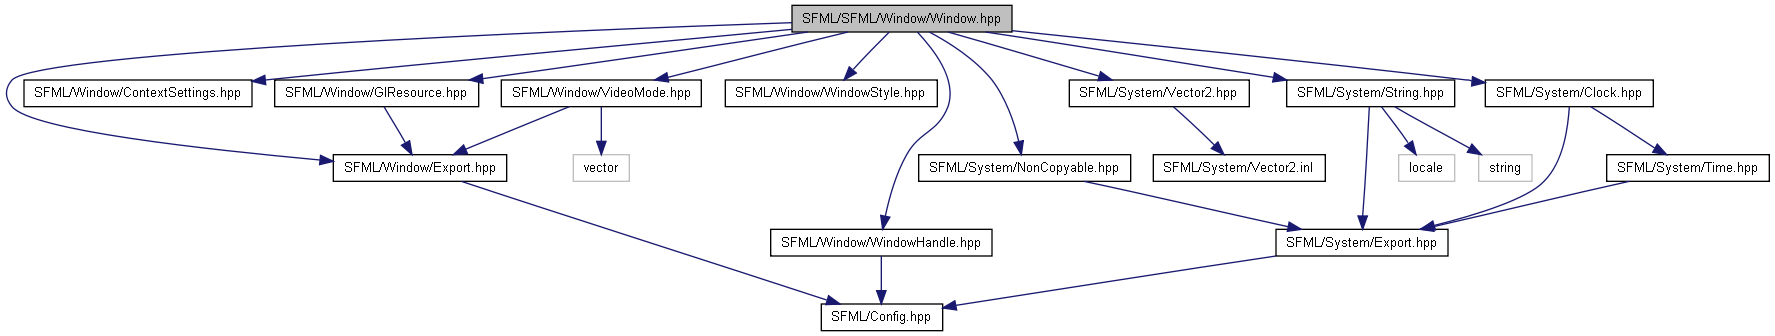 SFML/SFML/Window/Window.hpp
SFML/Window/ContextSettings.hpp
SFML/Window/GlResource.hpp
SFML/Window/VideoMode.hpp
SFML/Window/WindowStyle.hpp
SFML/System/Vector2.hpp
SFML/System/String.hpp
SFML/System/Clock.hpp
SFML/Window/Export.hpp
vector
SFML/System/NonCopyable.hpp
SFML/System/Vector2.inl
locale
string
SFML/System/Time.hpp
SFML/Window/WindowHandle.hpp
SFML/System/Export.hpp
SFML/Config.hpp